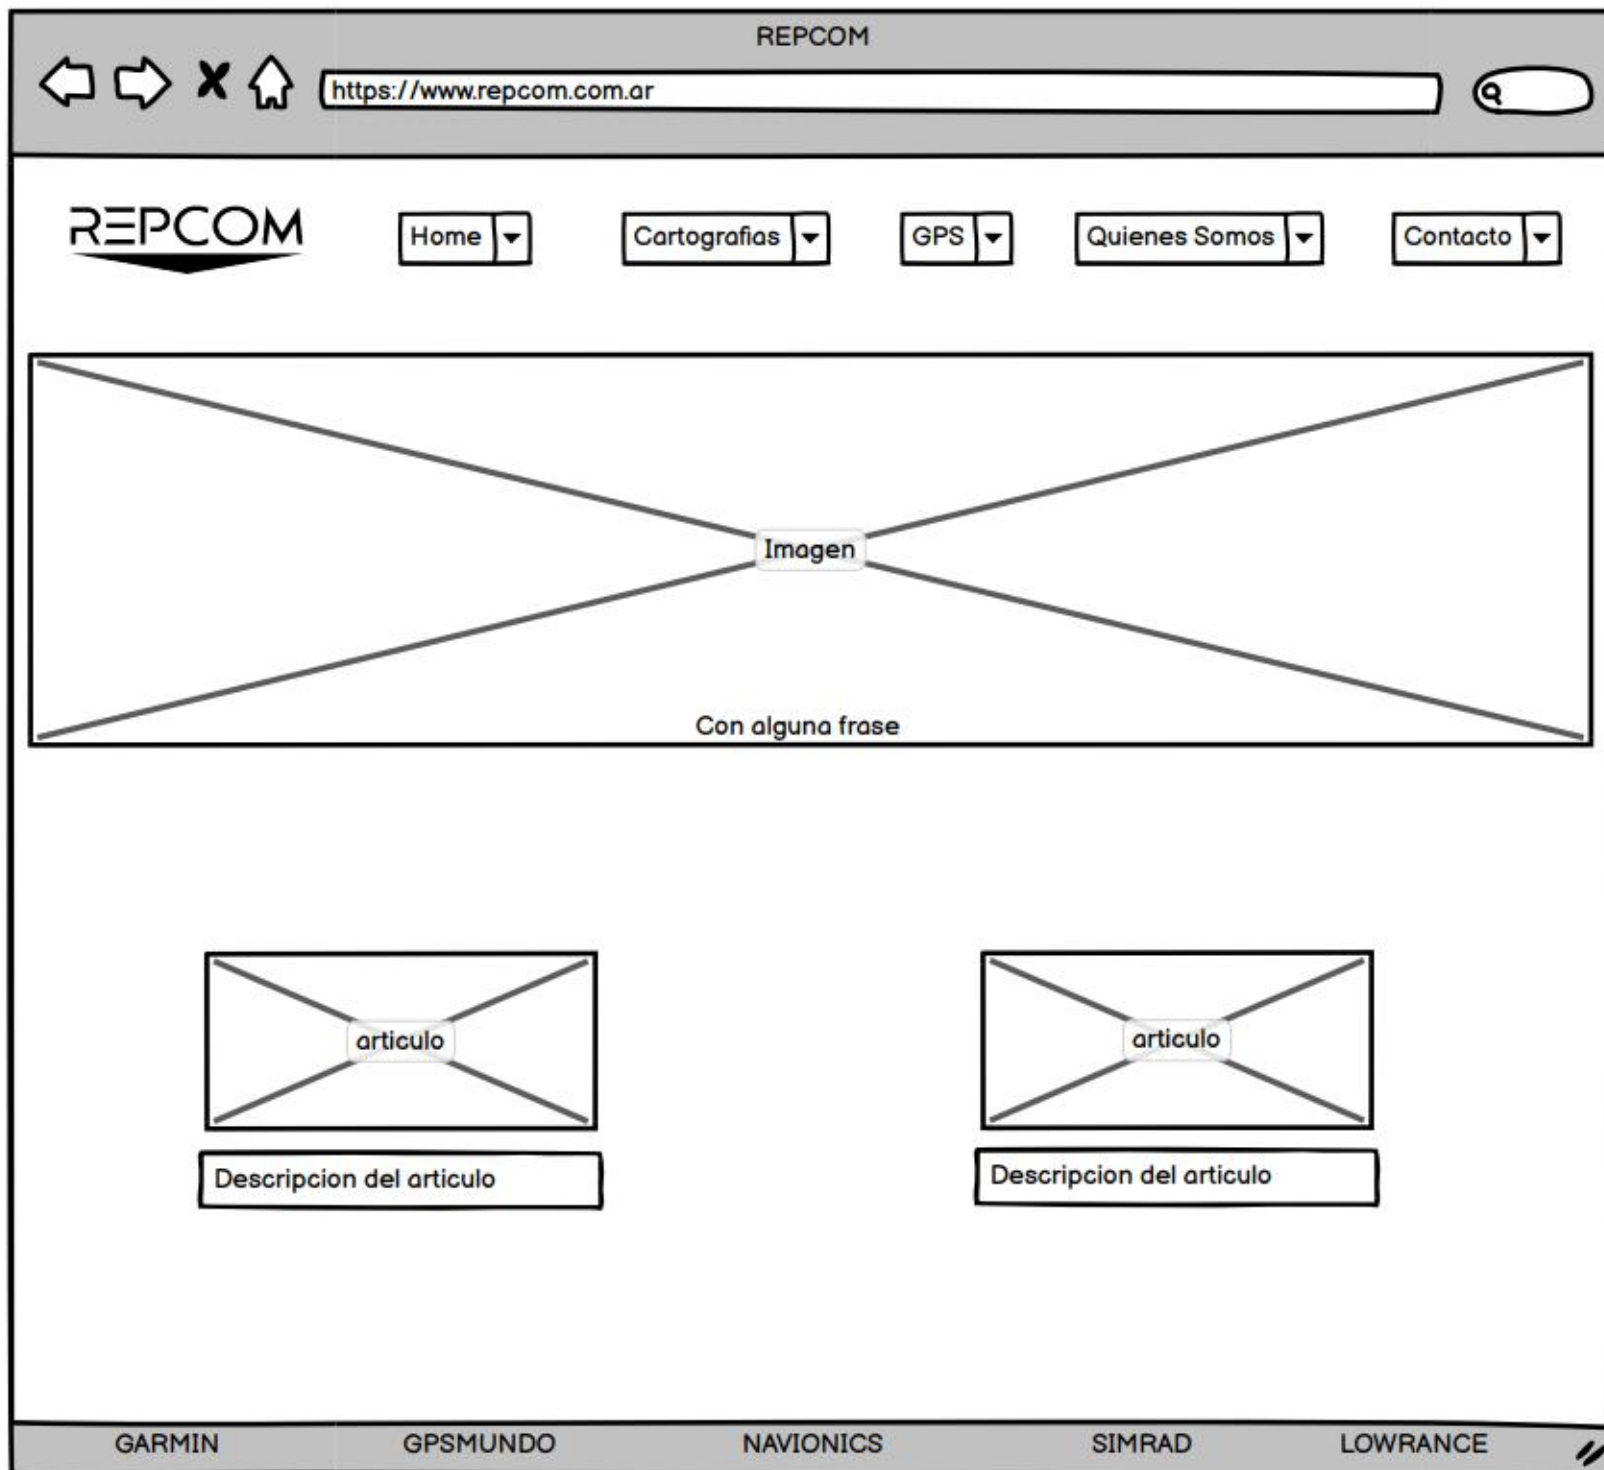 REPCOM
https://www.repcom.com.ar
REPCOM
Home
Cartografias
GPS
Quienes Somos
Contacto
Imagen
Con alguna frase
articulo
articulo
Descripcion del articulo
Descripcion del articulo
GARMIN
GPSMUNDO
NAVIONICS
SIMRAD
LOWRANCE